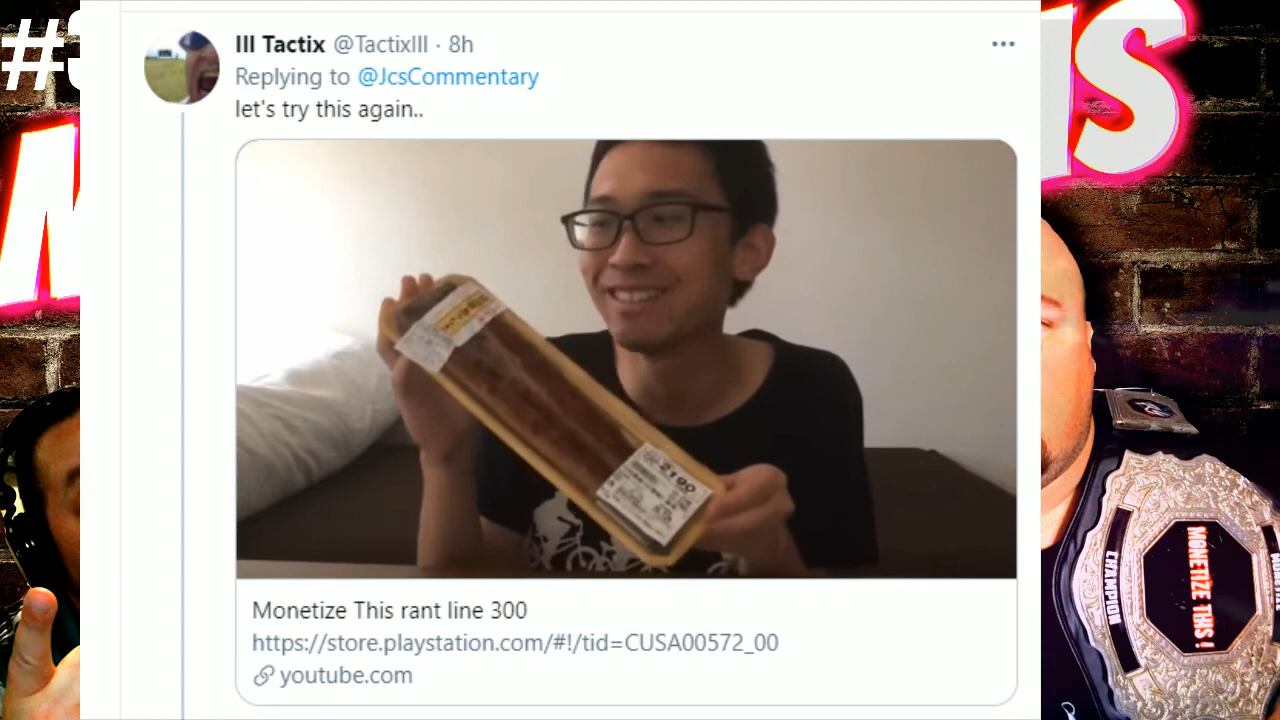 III Tactix @TactixIII · 8h
Replying to @JcsCommentary
let's try this again..
2190
Monetize This rant line 300
https://store.playstation.com/#!/tid=CUSA00572_00
youtube.com
CHAMPION
MONETIZE THIS!